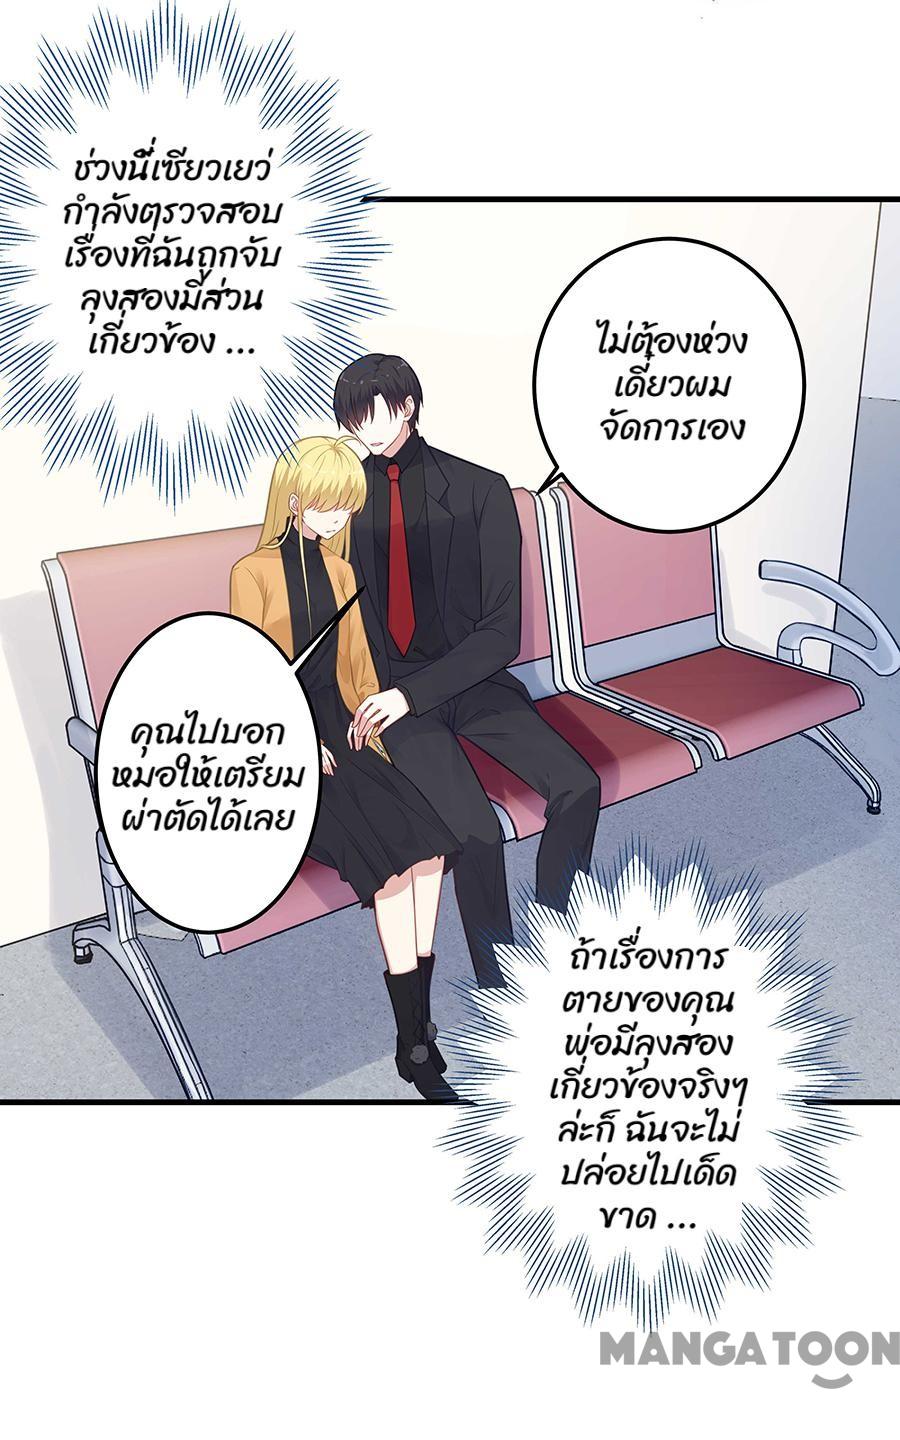 ช่วงนี้เซียวเยว่
กำลังตรวจสอบ
เรื่องที่ฉันถูกจับ
ลุงสองมีส่วน
เกี่ยวข้อง ...
ไม่ต้องห่วง
เดี๋ยวผม
จัดการเอง
คุณไปบอก
หมอให้เตรียม
ผ่าตัดได้เลย
ถ้าเรื่องการ
ตายของคุณ
พ่อมีลุงสอง
เกี่ยวข้องจริงๆ
ล่ะก็ ฉันจะไม่
ปล่อยไปเด็ด
ขาด ...
MANGATOON